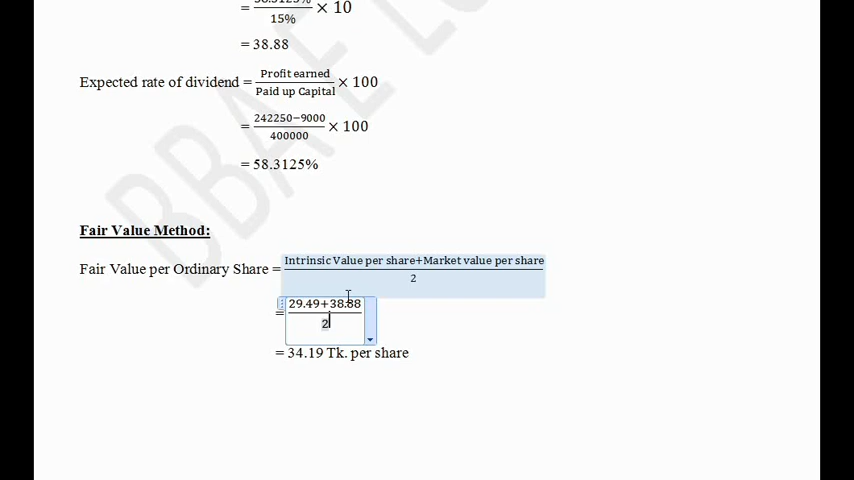 15%
× 10
= 38.88
Expected rate of dividend = Profit earned / Paid up Capital × 100
= 242250−9000 / 400000 × 100
= 58.3125%
Fair Value Method:
Fair Value per Ordinary Share = Intrinsic Value per share+Market value per share / 2
= 29.49+38.88 / 2
= 34.19 Tk. per share